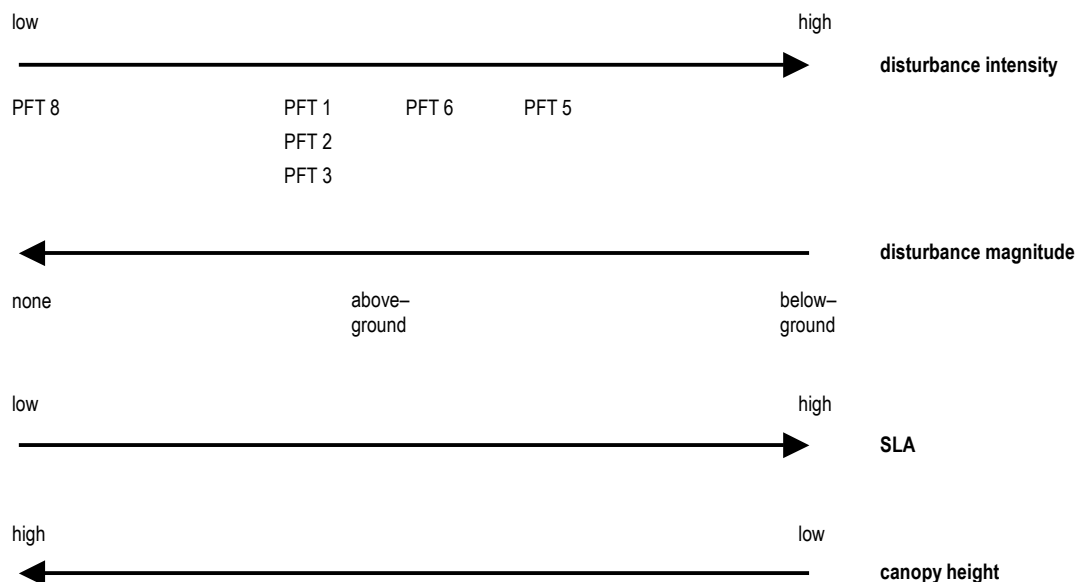 low high
disturbance intensity
PFT 8 PFT 1 PFT 6 PFT 5
PFT 2
PFT 3
disturbance magnitude
none above– below–
ground ground
low high
SLA
high low
canopy height